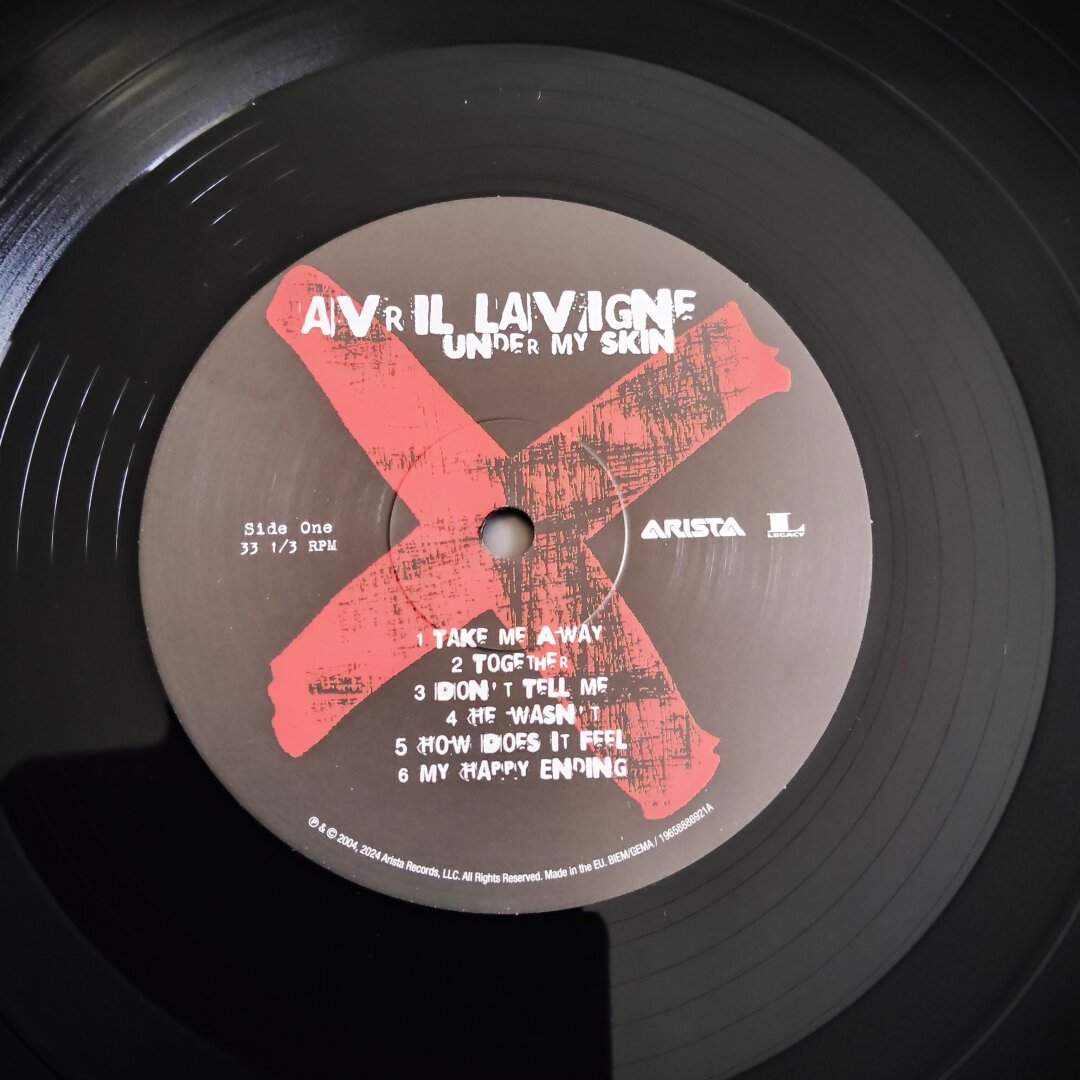 AVRIL LAVIGNE
UNDER MY SKIN
Side One
33 1/3 RPM
ARISTA
L
LEGACY
1 TAKE ME AWAY
2 TOGETHER
3 DON'T TELL ME
4 HE WASN'T
5 HOW DOES IT FEEL
6 MY HAPPY ENDING
℗ & © 2004, 2024 Arista Records, LLC. All Rights Reserved. Made in the EU. BIEM/GEMA / 19658886921A